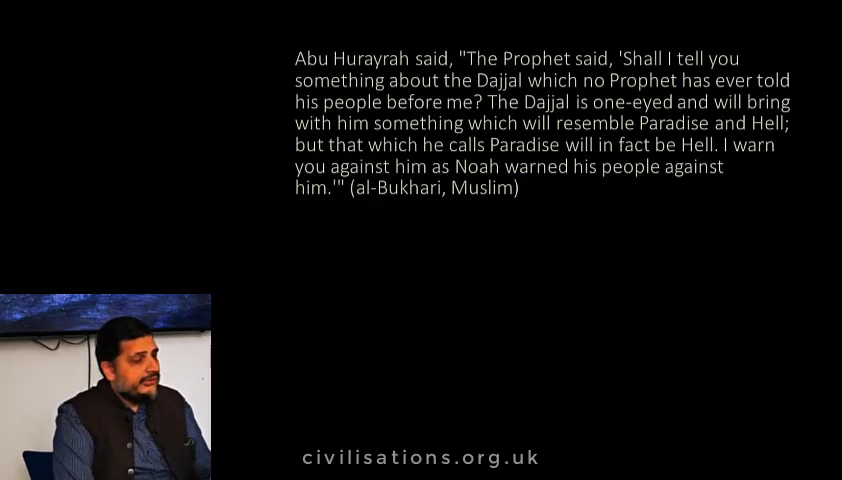 Abu Hurayrah said, "The Prophet said, 'Shall I tell you
something about the Dajjal which no Prophet has ever told
his people before me? The Dajjal is one-eyed and will bring
with him something which will resemble Paradise and Hell;
but that which he calls Paradise will in fact be Hell. I warn
you against him as Noah warned his people against
him.'" (al-Bukhari, Muslim)
civilisations.org.uk